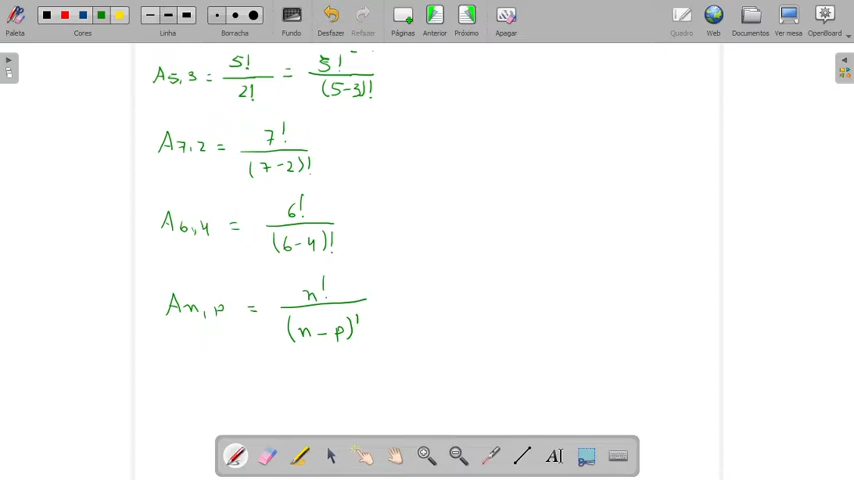 Paleta Cores Borracha Fundo Desfazer Refazer Páginas Anterior Próximo Apagar Quadro Web Documentos Ver mesa OpenBoard
A5,3 = 5!/2! = 5!/(5-3)!
A7,2 = 7!/(7-2)!
A6,4 = 6!/(6-4)!
An,p = n!/(n-p)!
AI